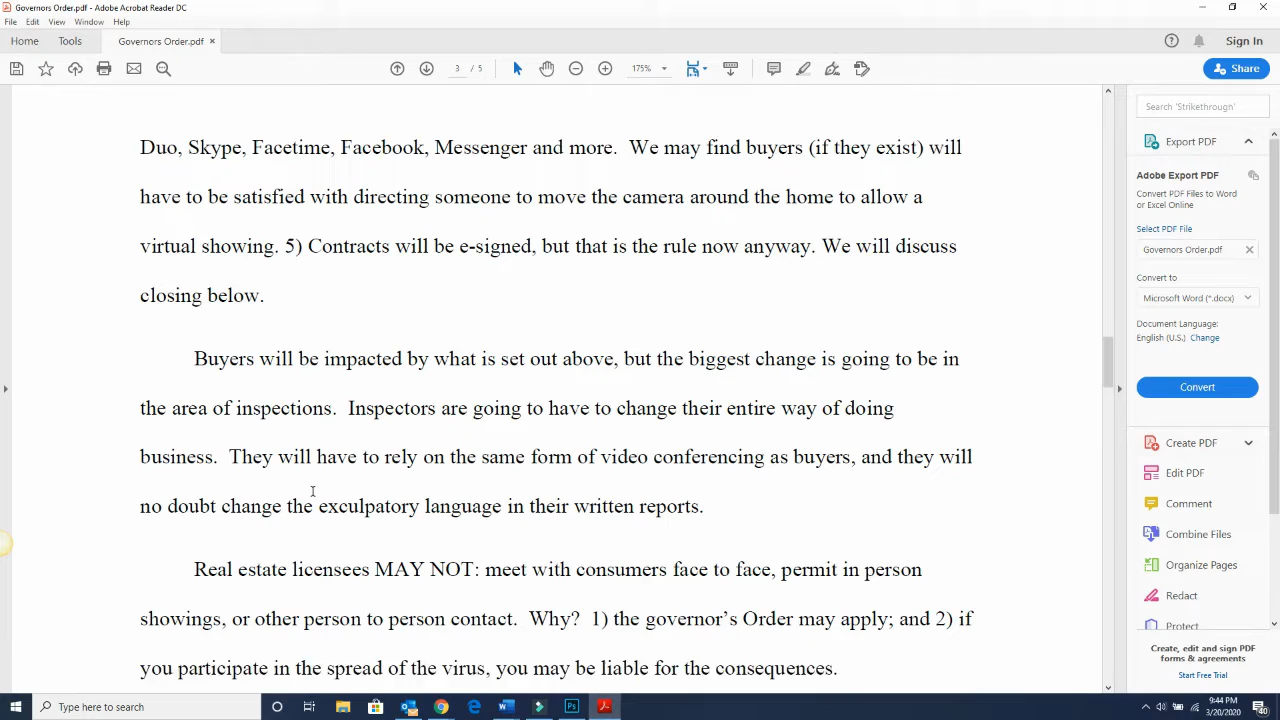 Governors Order.pdf - Adobe Acrobat Reader DC
File Edit View Window Help
Home Tools Governors Order.pdf × Sign In
3 / 5 175% Share
Duo, Skype, Facetime, Facebook, Messenger and more. We may find buyers (if they exist) will
have to be satisfied with directing someone to move the camera around the home to allow a
virtual showing. 5) Contracts will be e-signed, but that is the rule now anyway. We will discuss
closing below.
Buyers will be impacted by what is set out above, but the biggest change is going to be in
the area of inspections. Inspectors are going to have to change their entire way of doing
business. They will have to rely on the same form of video conferencing as buyers, and they will
no doubt change the exculpatory language in their written reports.
Real estate licensees MAY NOT: meet with consumers face to face, permit in person
showings, or other person to person contact. Why? 1) the governor’s Order may apply; and 2) if
you participate in the spread of the virus, you may be liable for the consequences.
Search 'Strikethrough'
Export PDF
Adobe Export PDF
Convert PDF Files to Word
or Excel Online
Select PDF File
Governors Order.pdf ×
Convert to
Microsoft Word (*.docx)
Document Language:
English (U.S.) Change
Convert
Create PDF
Edit PDF
Comment
Combine Files
Organize Pages
Redact
Protect
Create, edit and sign PDF
forms & agreements
Start Free Trial
Type here to search
9:44 PM
3/20/2020
40